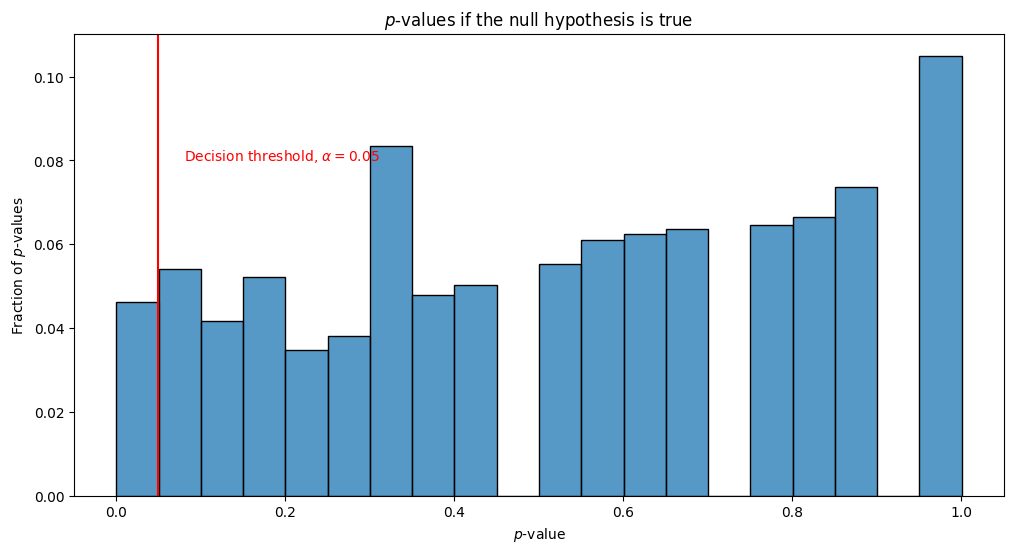 p-values if the null hypothesis is true
0.10
0.08
0.06
0.04
0.02
0.00
Fraction of p-values
Decision threshold, α = 0.05
0.0 0.2 0.4 0.6 0.8 1.0
p-value